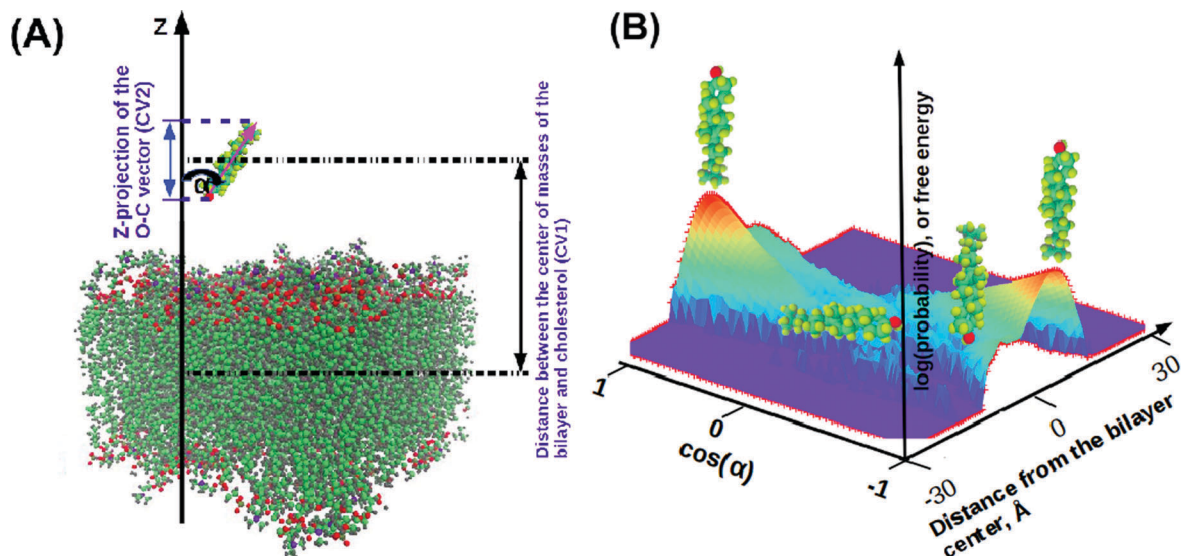 (A)
Z
Z-projection of the
O-C vector (CV2)
α
Distance between the center of masses of the
bilayer and cholesterol (CV1)
(B)
log(probability), or free energy
1
0
-1
cos(α)
-30
0
30
Distance from the bilayer
center, Å